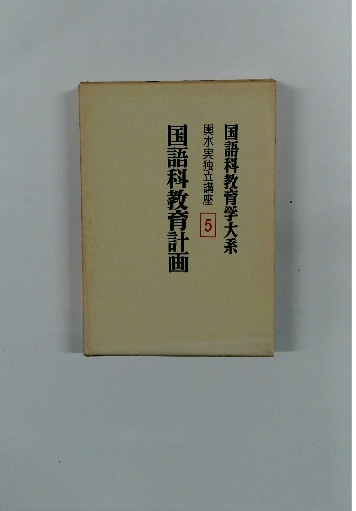 国語科教育学大系
輿水実独立講座
5
国語科教育計画